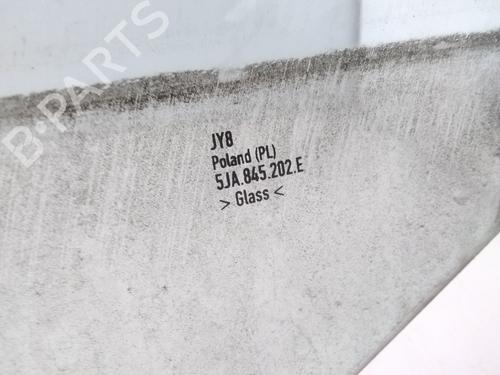 B-PARTS
JY8
Poland (PL)
5JA.845.202.E
> Glass <